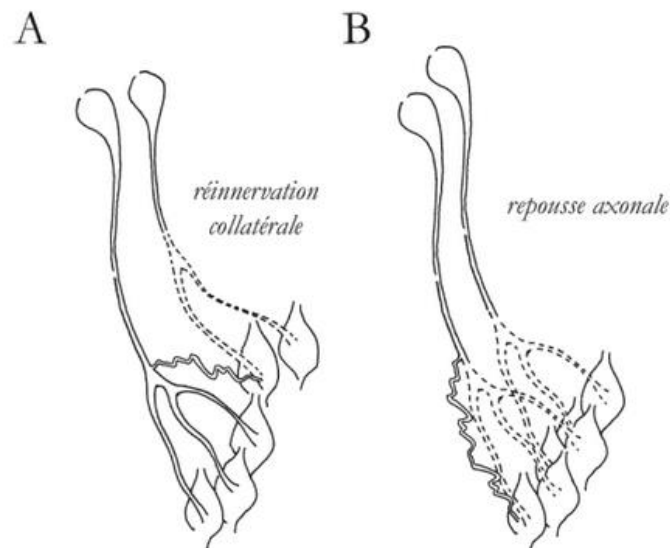 A
B
réinnervation
collatérale
repousse axonale